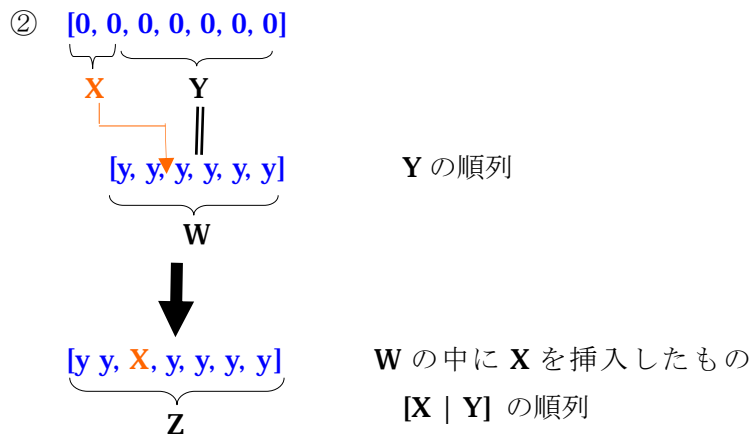 ② [0, 0, 0, 0, 0, 0, 0]
X Y
[y, y, y, y, y, y] Y の順列
W
[y y, X, y, y, y, y] W の中に X を挿入したもの
Z [X | Y] の順列